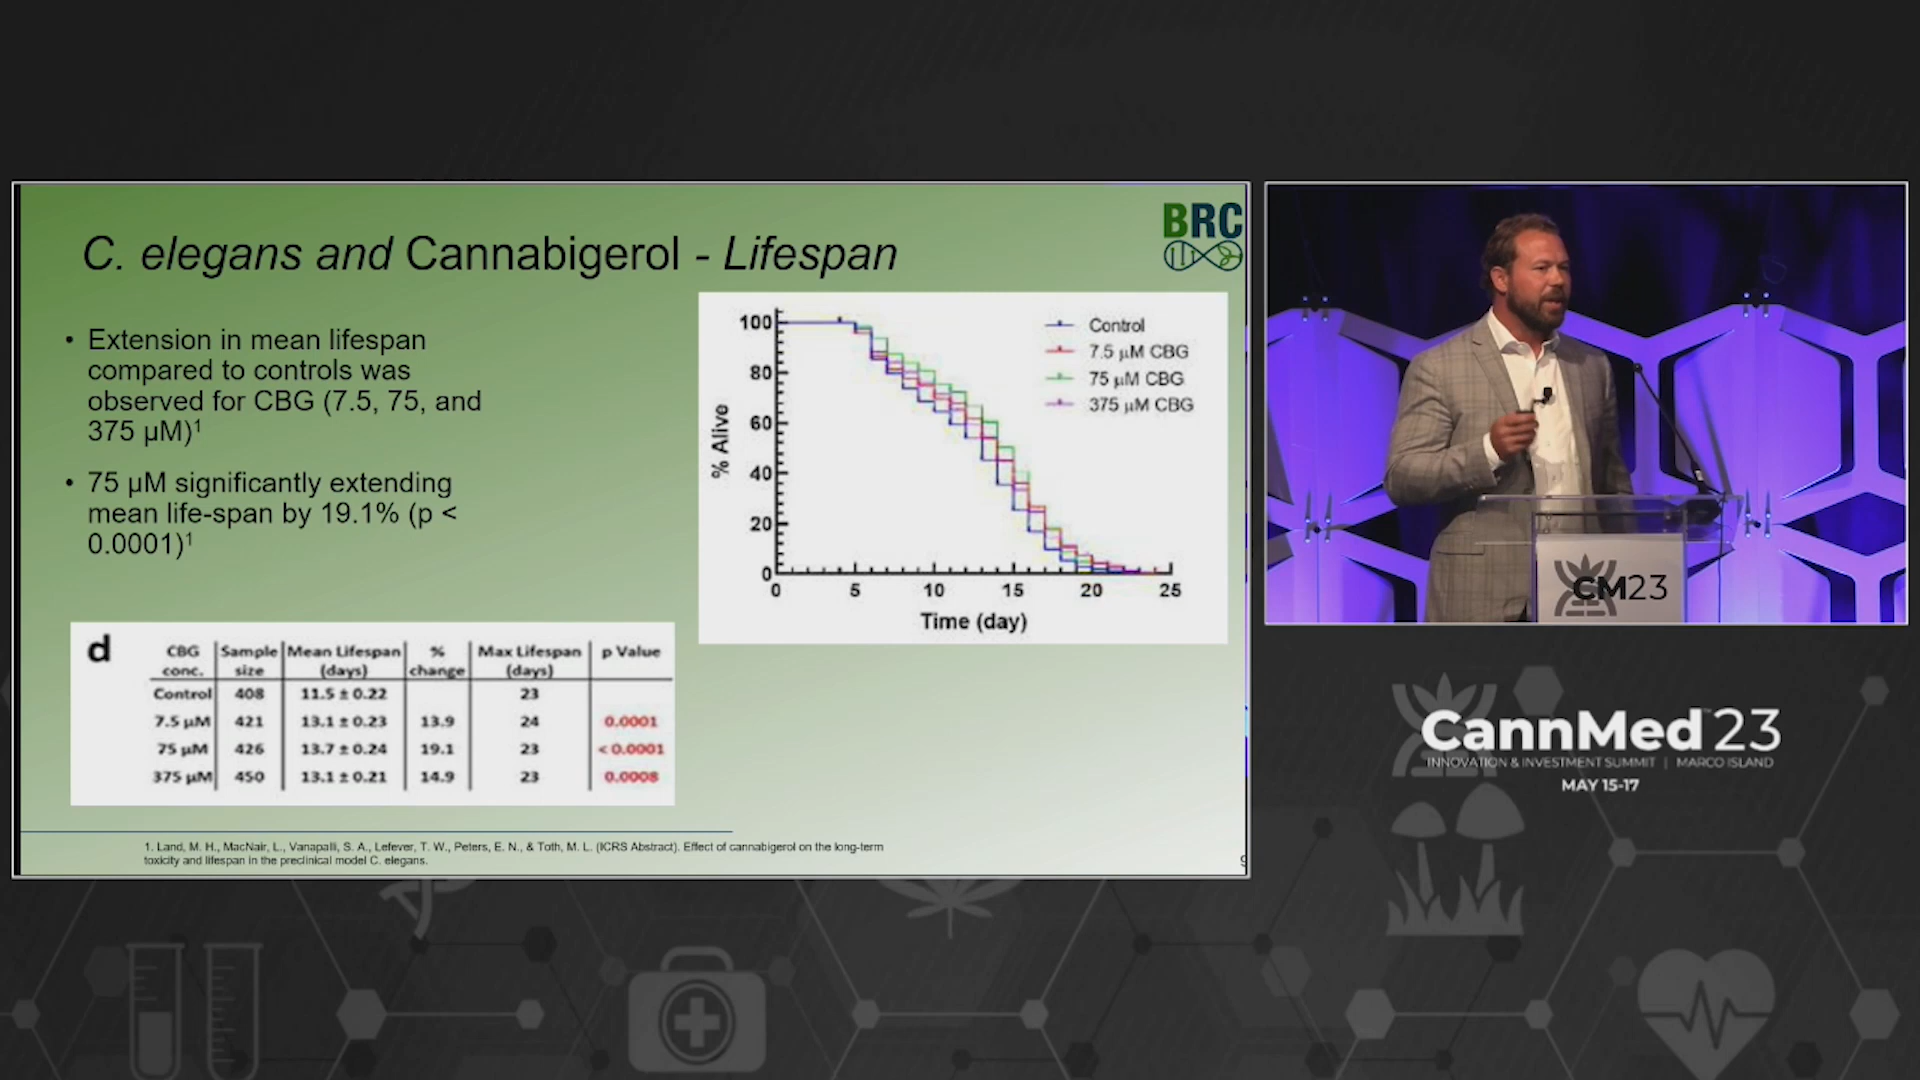 C. elegans and Cannabigerol - Lifespan
BRC
• Extension in mean lifespan
compared to controls was
observed for CBG (7.5, 75, and
375 µM)¹
• 75 µM significantly extending
mean life-span by 19.1% (p <
0.0001)¹
100
80
60
40
20
0
% Alive
Control
7.5 µM CBG
75 µM CBG
375 µM CBG
0 5 10 15 20 25
Time (day)
d
CBG conc. Sample size Mean Lifespan (days) % change Max Lifespan (days) p Value
Control 408 11.5 ± 0.22 23
7.5 µM 421 13.1 ± 0.23 13.9 24 0.0001
75 µM 426 13.7 ± 0.24 19.1 23 < 0.0001
375 µM 450 13.1 ± 0.21 14.9 23 0.0008
1. Land, M. H., MacNair, L., Vanapalli, S. A., Lefever, T. W., Peters, E. N., & Toth, M. L. (ICRS Abstract). Effect of cannabigerol on the long-term
toxicity and lifespan in the preclinical model C. elegans.
CM23
CannMed 23
INNOVATION & INVESTMENT SUMMIT | MARCO ISLAND
MAY 15-17